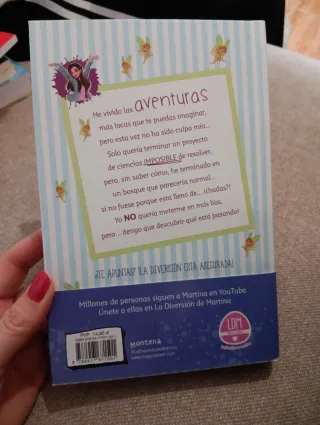 He vivido las aventuras
más locas que te puedas imaginar,
pero esta vez no ha sido culpa mía...
Solo quería terminar un proyecto
de ciencias IMPOSIBLE de resolver,
pero, sin saber cómo, he terminado en
un bosque que parecería normal...
si no fuese porque está lleno de... ¡¿hadas?!
Yo NO quería meterme en más líos,
pero... ¡tengo que descubrir qué está pasando!
¿TE APUNTAS? ¡LA DIVERSIÓN ESTÁ ASEGURADA!
Millones de personas siguen a Martina en YouTube.
Únete a ellas en La Diversión de Martina
Montena
LDM